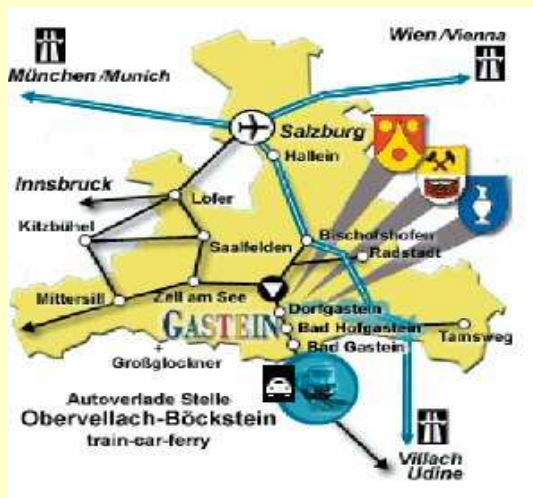 Wien/Vienna
München/Munich
Salzburg
Hallein
Innsbruck
Lofer
Kitzbühel
Saalfelden
Bischofshofen
Radstadt
Mittersill
Zell am See
Dorfgastein
GASTEIN
Bad Hofgastein
Tamsweg
Bad Gastein
Großglockner
Autoverlade Stelle
Obervellach-Böckstein
train-car-ferry
Villach
Udine